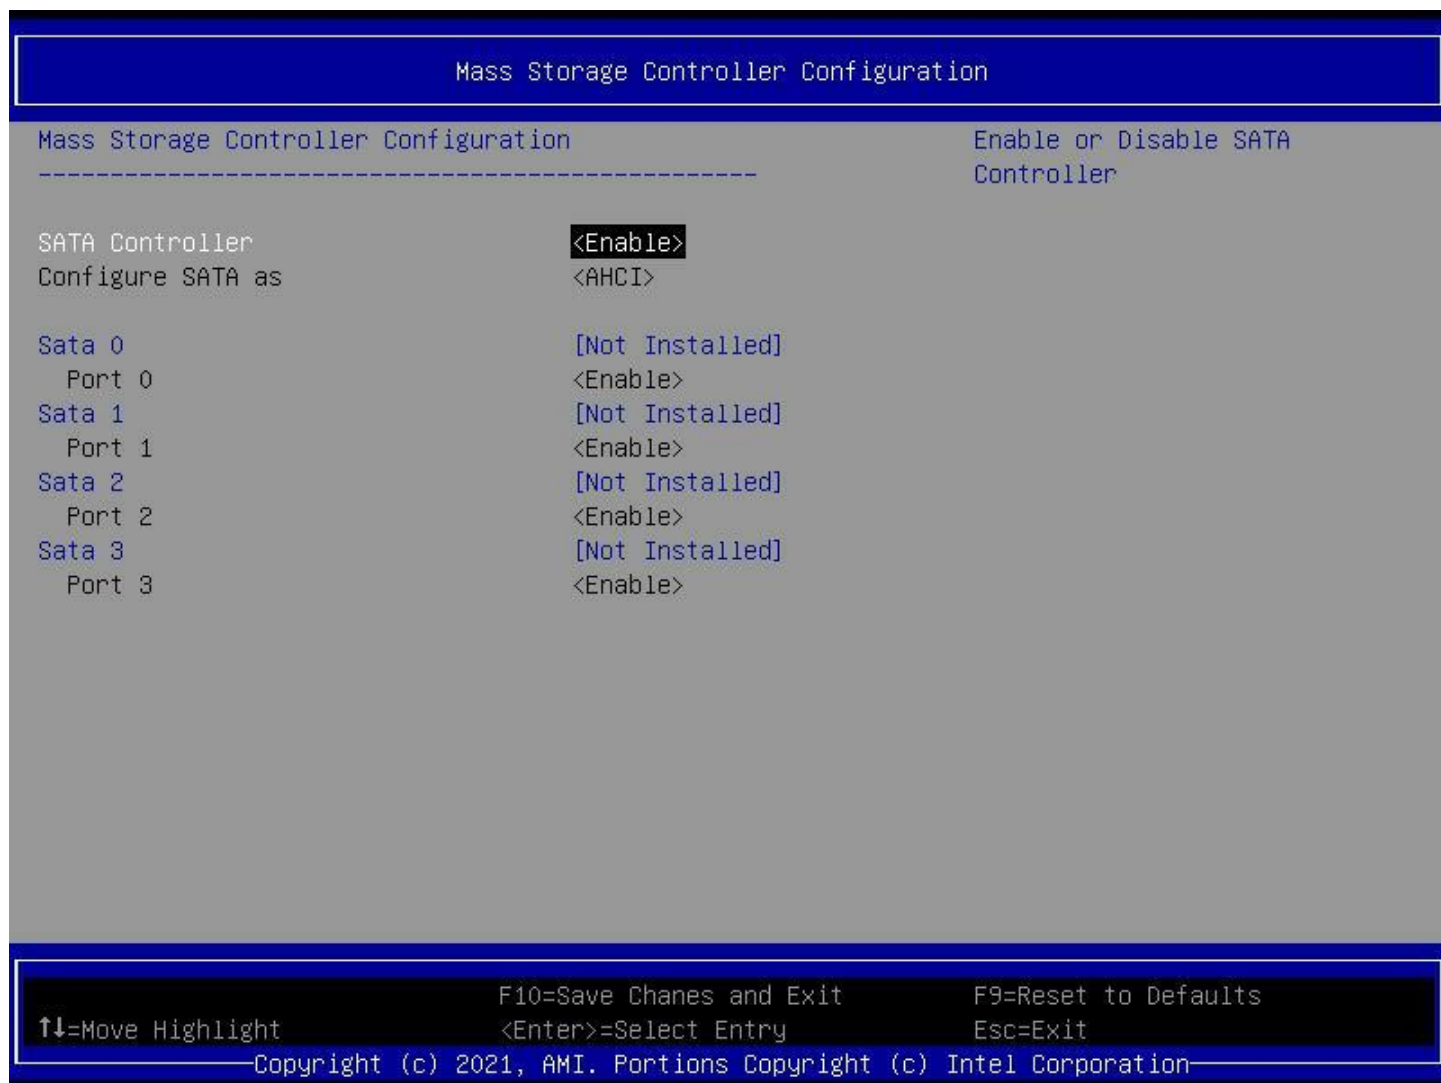 Mass Storage Controller Configuration
Mass Storage Controller Configuration Enable or Disable SATA
-------------------------------------------------- Controller
SATA Controller <Enable>
Configure SATA as <AHCI>
Sata 0 [Not Installed]
Port 0 <Enable>
Sata 1 [Not Installed]
Port 1 <Enable>
Sata 2 [Not Installed]
Port 2 <Enable>
Sata 3 [Not Installed]
Port 3 <Enable>
F10=Save Chanes and Exit F9=Reset to Defaults
↑↓=Move Highlight <Enter>=Select Entry Esc=Exit
Copyright (c) 2021, AMI. Portions Copyright (c) Intel Corporation